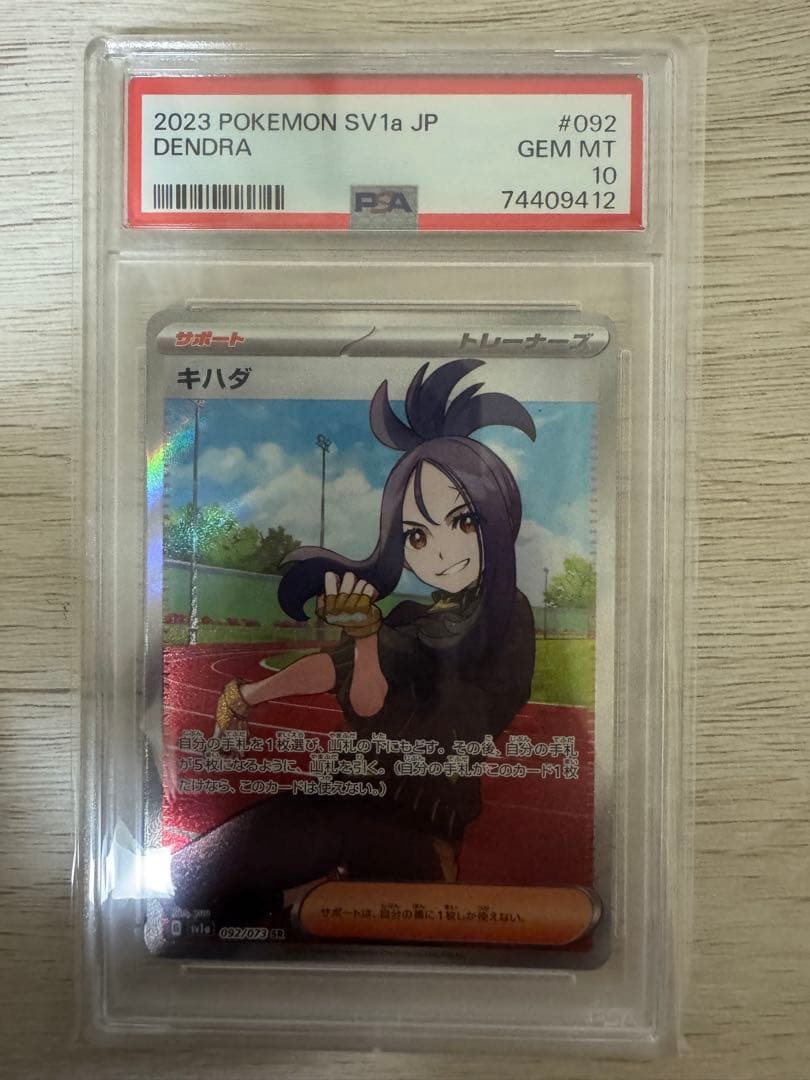 2023 POKEMON SV1a JP #092
DENDRA GEM MT
10
PSA 74409412
サポート トレーナーズ
キハダ
自分の手札を1枚選び、山札の下にもどす。その後、自分の手札
が5枚になるように、山札を引く。（自分の手札がこのカード1枚
だけなら、このカードは使えない。）
サポートは、自分の番に1枚しか使えない。
sv1a 092/073 SR